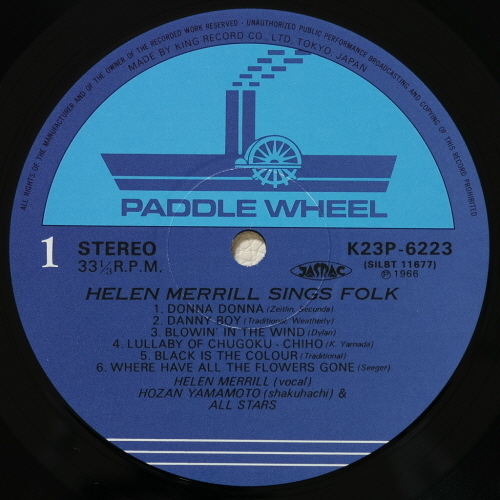 ALL RIGHTS OF THE MANUFACTURER AND OF THE OWNER OF THE RECORDED WORK RESERVED - UNAUTHORIZED PUBLIC PERFORMANCE BROADCASTING AND COPYING OF THIS RECORD PROHIBITED
MADE BY KING RECORD CO., LTD. TOKYO, JAPAN
PADDLE WHEEL
1 STEREO K23P-6223
33 1/3 R.P.M. JASRAC (SILBT 11677)
℗ 1966
HELEN MERRILL SINGS FOLK
1. DONNA DONNA (Zeitlin, Secunda)
2. DANNY BOY (Traditional, Weatherly)
3. BLOWIN' IN THE WIND (Dylan)
4. LULLABY OF CHUGOKU - CHIHO (K. Yamada)
5. BLACK IS THE COLOUR (Traditional)
6. WHERE HAVE ALL THE FLOWERS GONE (Seeger)
HELEN MERRILL (vocal)
HOZAN YAMAMOTO (shakuhachi) &
ALL STARS